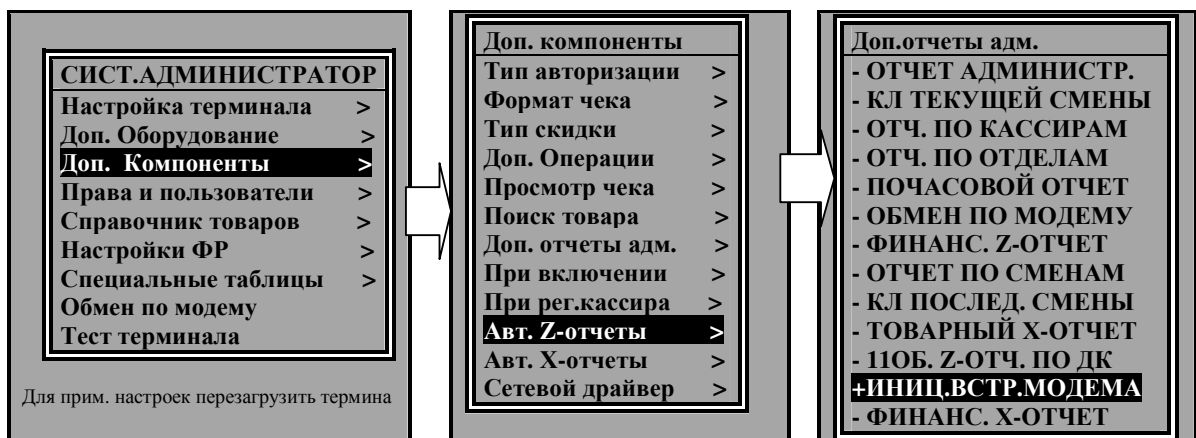 СИСТ.АДМИНИСТРАТОР
Настройка терминала >
Доп. Оборудование >
Доп. Компоненты >
Права и пользователи >
Справочник товаров >
Настройки ФР >
Специальные таблицы >
Обмен по модему
Тест терминала
Для прим. настроек перезагрузить термина
Доп. компоненты
Тип авторизации >
Формат чека >
Тип скидки >
Доп. Операции >
Просмотр чека >
Поиск товара >
Доп. отчеты адм. >
При включении >
При рег.кассира >
Авт. Z-отчеты >
Авт. X-отчеты >
Сетевой драйвер >
Доп.отчеты адм.
- ОТЧЕТ АДМИНИСТР.
- КЛ ТЕКУЩЕЙ СМЕНЫ
- ОТЧ. ПО КАССИРАМ
- ОТЧ. ПО ОТДЕЛАМ
- ПОЧАСОВОЙ ОТЧЕТ
- ОБМЕН ПО МОДЕМУ
- ФИНАНС. Z-ОТЧЕТ
- ОТЧЕТ ПО СМЕНАМ
- КЛ ПОСЛЕД. СМЕНЫ
- ТОВАРНЫЙ X-ОТЧЕТ
- 11ОБ. Z-ОТЧ. ПО ДК
+ИНИЦ.ВСТР.МОДЕМА
- ФИНАНС. X-ОТЧЕТ